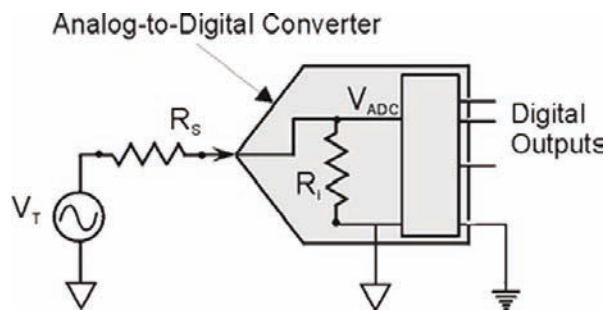 Analog-to-Digital Converter
V_ADC
R_S
Digital
Outputs
R_i
V_T